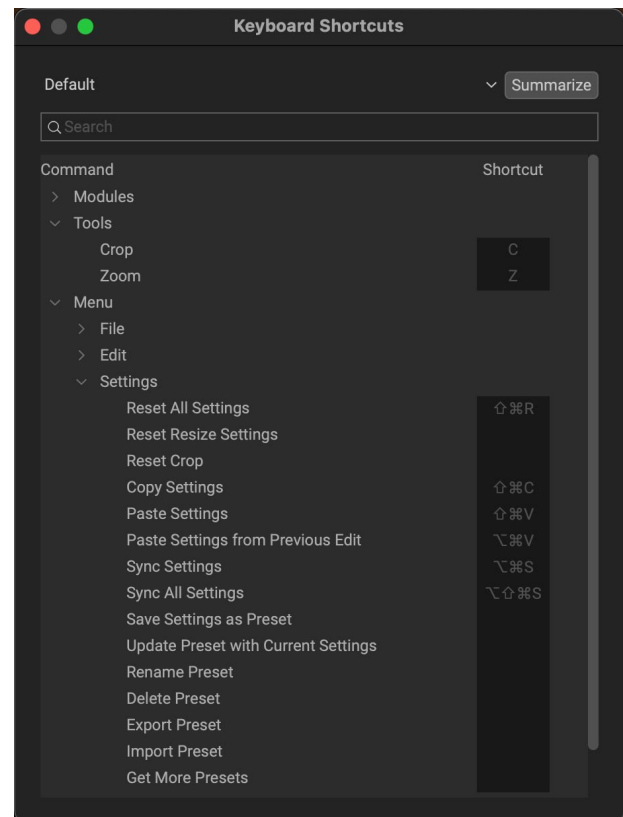 Keyboard Shortcuts
Default
Summarize
Search
Command Shortcut
Modules
Tools
Crop C
Zoom Z
Menu
File
Edit
Settings
Reset All Settings ⇧⌘R
Reset Resize Settings
Reset Crop
Copy Settings ⇧⌘C
Paste Settings ⇧⌘V
Paste Settings from Previous Edit ⌥⌘V
Sync Settings ⌥⌘S
Sync All Settings ⌥⇧⌘S
Save Settings as Preset
Update Preset with Current Settings
Rename Preset
Delete Preset
Export Preset
Import Preset
Get More Presets